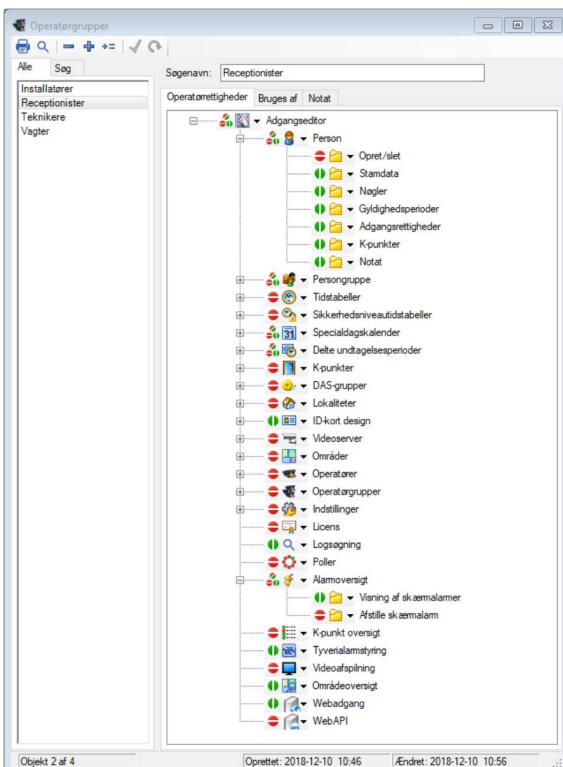 Operatørgrupper
Alle
Søg
Installatører
Receptionister
Teknikere
Vagter
Søgenavn: Receptionister
Operatørrettigheder
Bruges af
Notat
Adgangseditor
Person
Opret/slet
Stamdata
Nøgler
Gyldighedsperioder
Adgangsrettigheder
K-punkter
Notat
Persongruppe
Tidstabeller
Sikkerhedsniveautidstabeller
31 Specialdagskalender
Delte undtagelsesperioder
K-punkter
DAS-grupper
Lokaliteter
ID-kort design
Videoserver
Områder
Operatører
Operatørgrupper
Indstillinger
Licens
Logsøgning
Poller
Alarmoversigt
Visning af skærmalarmer
Afstille skærmalarm
K-punkt oversigt
Tyverialarmstyring
Videoafspilning
Områdeoversigt
Webadgang
WebAPI
Objekt 2 af 4
Oprettet: 2018-12-10 10:46
Ændret: 2018-12-10 10:56